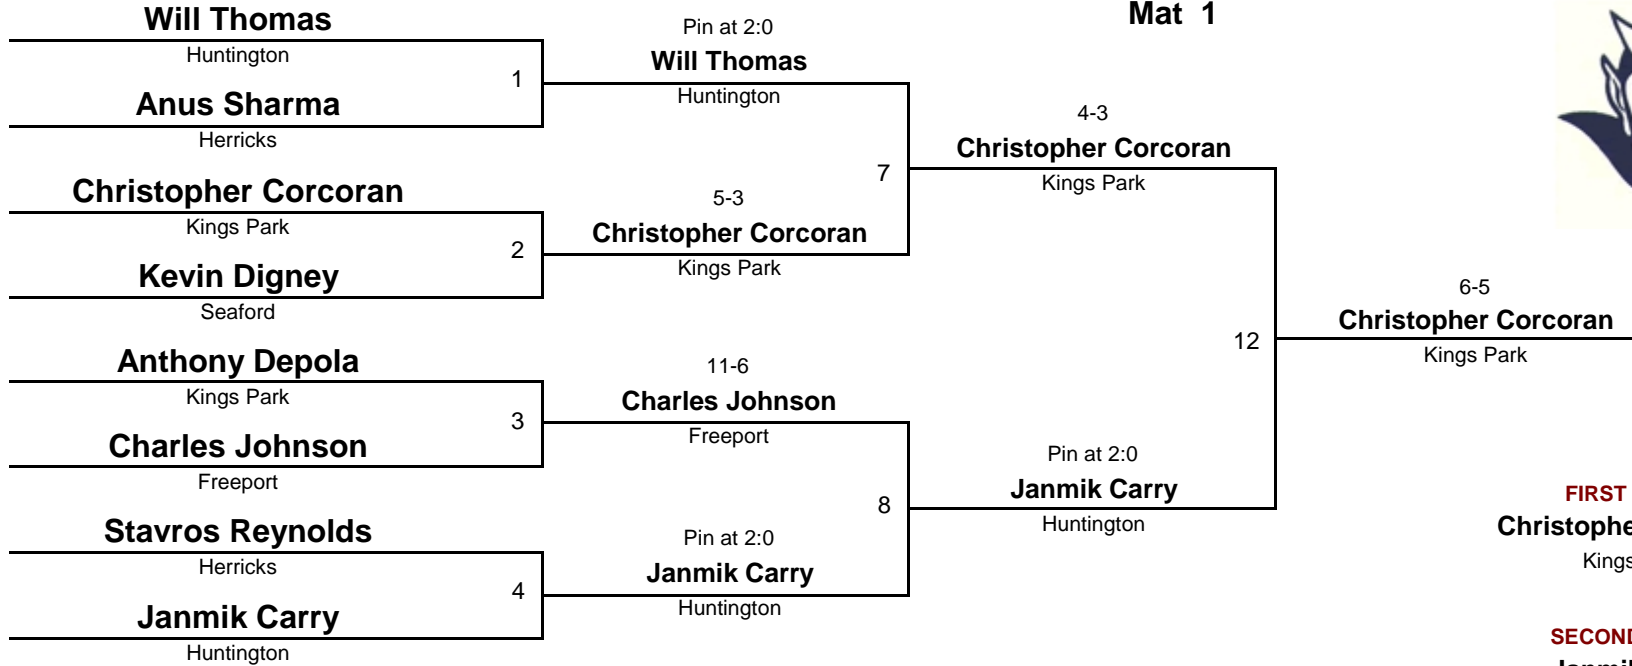 Will Thomas
Huntington
1
Anus Sharma
Herricks
Christopher Corcoran
Kings Park
2
Kevin Digney
Seaford
Anthony Depola
Kings Park
3
Charles Johnson
Freeport
Stavros Reynolds
Herricks
4
Janmik Carry
Huntington
Pin at 2:0
Will Thomas
Huntington
7
5-3
Christopher Corcoran
Kings Park
11-6
Charles Johnson
Freeport
8
Pin at 2:0
Janmik Carry
Huntington
Mat 1
4-3
Christopher Corcoran
Kings Park
12
Pin at 2:0
Janmik Carry
Huntington
6-5
Christopher Corcoran
Kings Park
FIRST
Christophe
Kings
SECOND